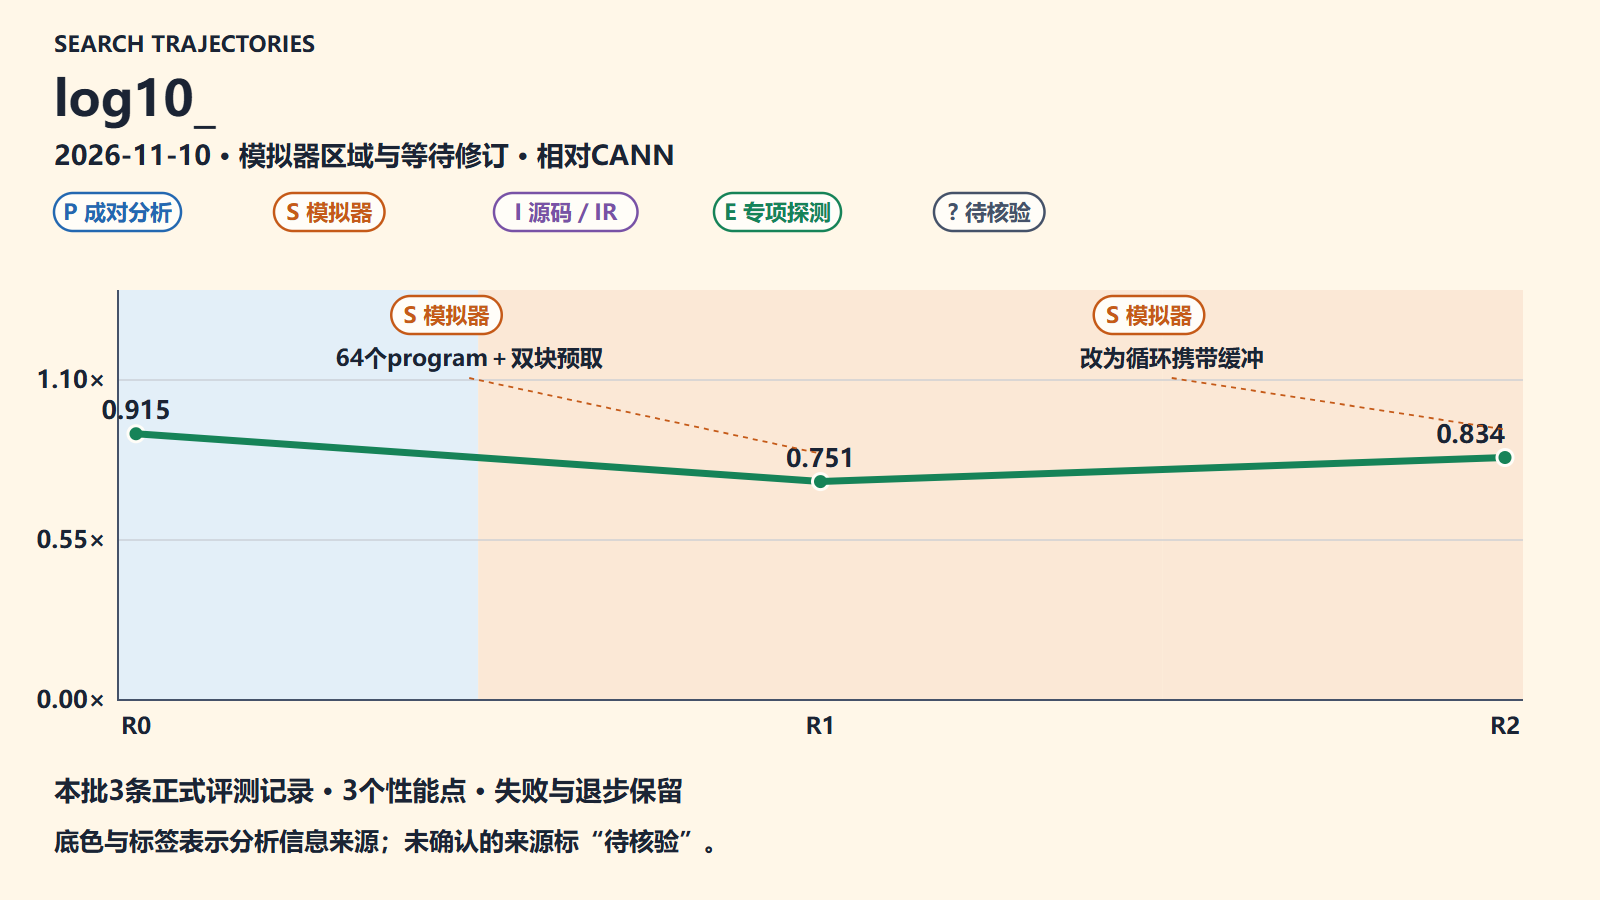 SEARCH TRAJECTORIES
log10_
2026-11-10 • 模拟器区域与等待修订 • 相对CANN
P 成对分析
S 模拟器
I 源码 / IR
E 专项探测
? 待核验
S 模拟器
S 模拟器
64个program + 双块预取
改为循环携带缓冲
1.10×
0.915
0.834
0.751
0.55×
0.00×
R0
R1
R2
本批3条正式评测记录 • 3个性能点 • 失败与退步保留
底色与标签表示分析信息来源；未确认的来源标“待核验”。